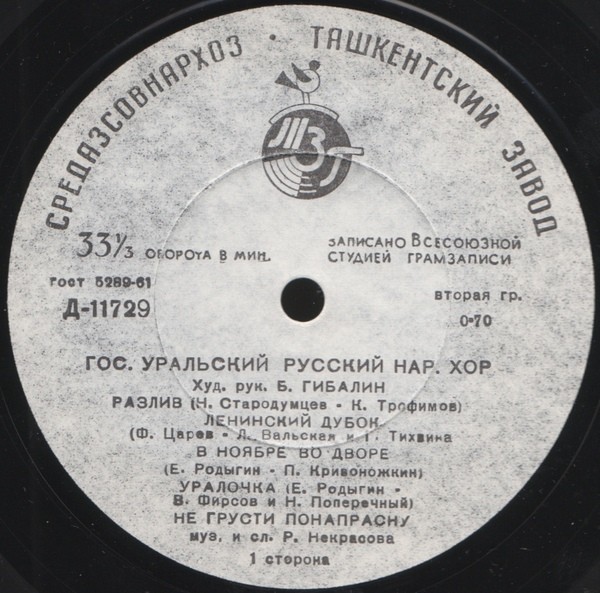 СРЕДАЗСОВНАРХОЗ · ТАШКЕНТСКИЙ ЗАВОД
ТЗГ
33⅓ ОБОРОТА В МИН.
ЗАПИСАНО ВСЕСОЮЗНОЙ
СТУДИЕЙ ГРАМЗАПИСИ
ГОСТ 5289-61
Д-11729
вторая гр.
0-70
ГОС. УРАЛЬСКИЙ РУССКИЙ НАР. ХОР
Худ. рук. Б. ГИБАЛИН
РАЗЛИВ (Н. Стародумцев - К. Трофимов)
ЛЕНИНСКИЙ ДУБОК
(Ф. Царев - Л. Вальская и Г. Тихвина
В НОЯБРЕ ВО ДВОРЕ
(Е. Родыгин - П. Кривоножкин)
УРАЛОЧКА (Е. Родыгин -
В. Фирсов и Н. Поперечный)
НЕ ГРУСТИ ПОНАПРАСНУ
муз. и сл. Р. Некрасова
1 сторона